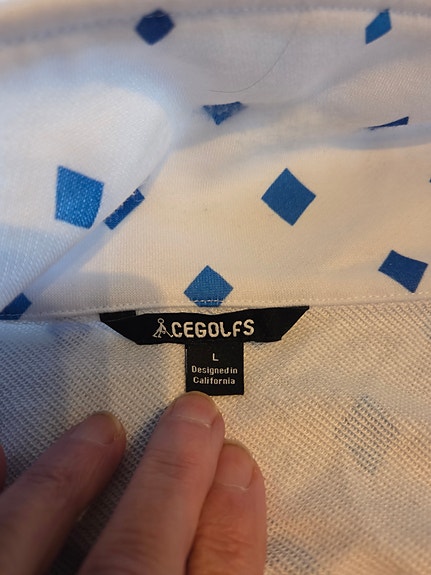 ACEGOLFS
L
Designed in
California